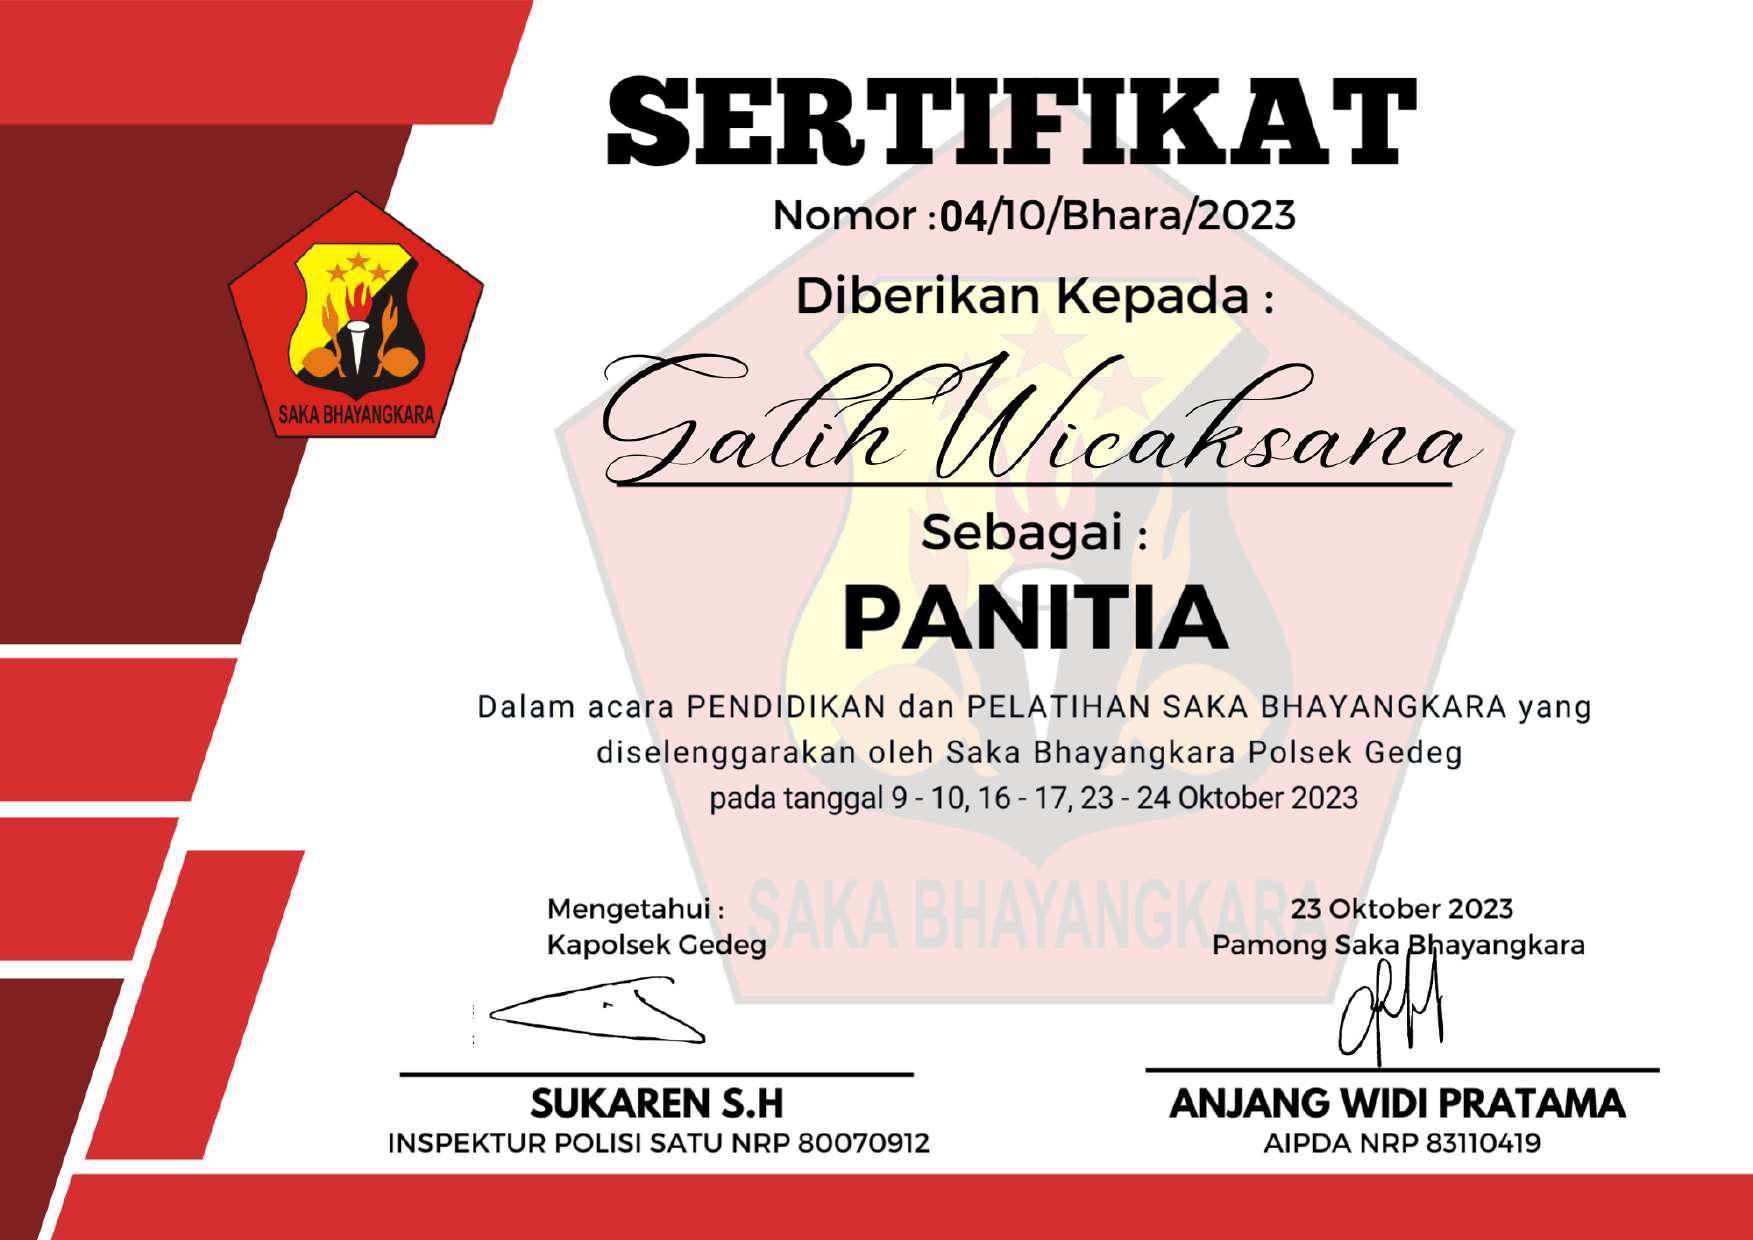 SERTIFIKAT
Nomor :04/10/Bhara/2023
Diberikan Kepada :
Galih Wicaksana
Sebagai :
PANITIA
Dalam acara PENDIDIKAN dan PELATIHAN SAKA BHAYANGKARA yang
diselenggarakan oleh Saka Bhayangkara Polsek Gedeg
pada tanggal 9 - 10, 16 - 17, 23 - 24 Oktober 2023
SAKA BHAYANGKARA
SAKA BHAYANGKARA
Mengetahui :
Kapolsek Gedeg
SUKAREN S.H
INSPEKTUR POLISI SATU NRP 80070912
23 Oktober 2023
Pamong Saka Bhayangkara
ANJANG WIDI PRATAMA
AIPDA NRP 83110419